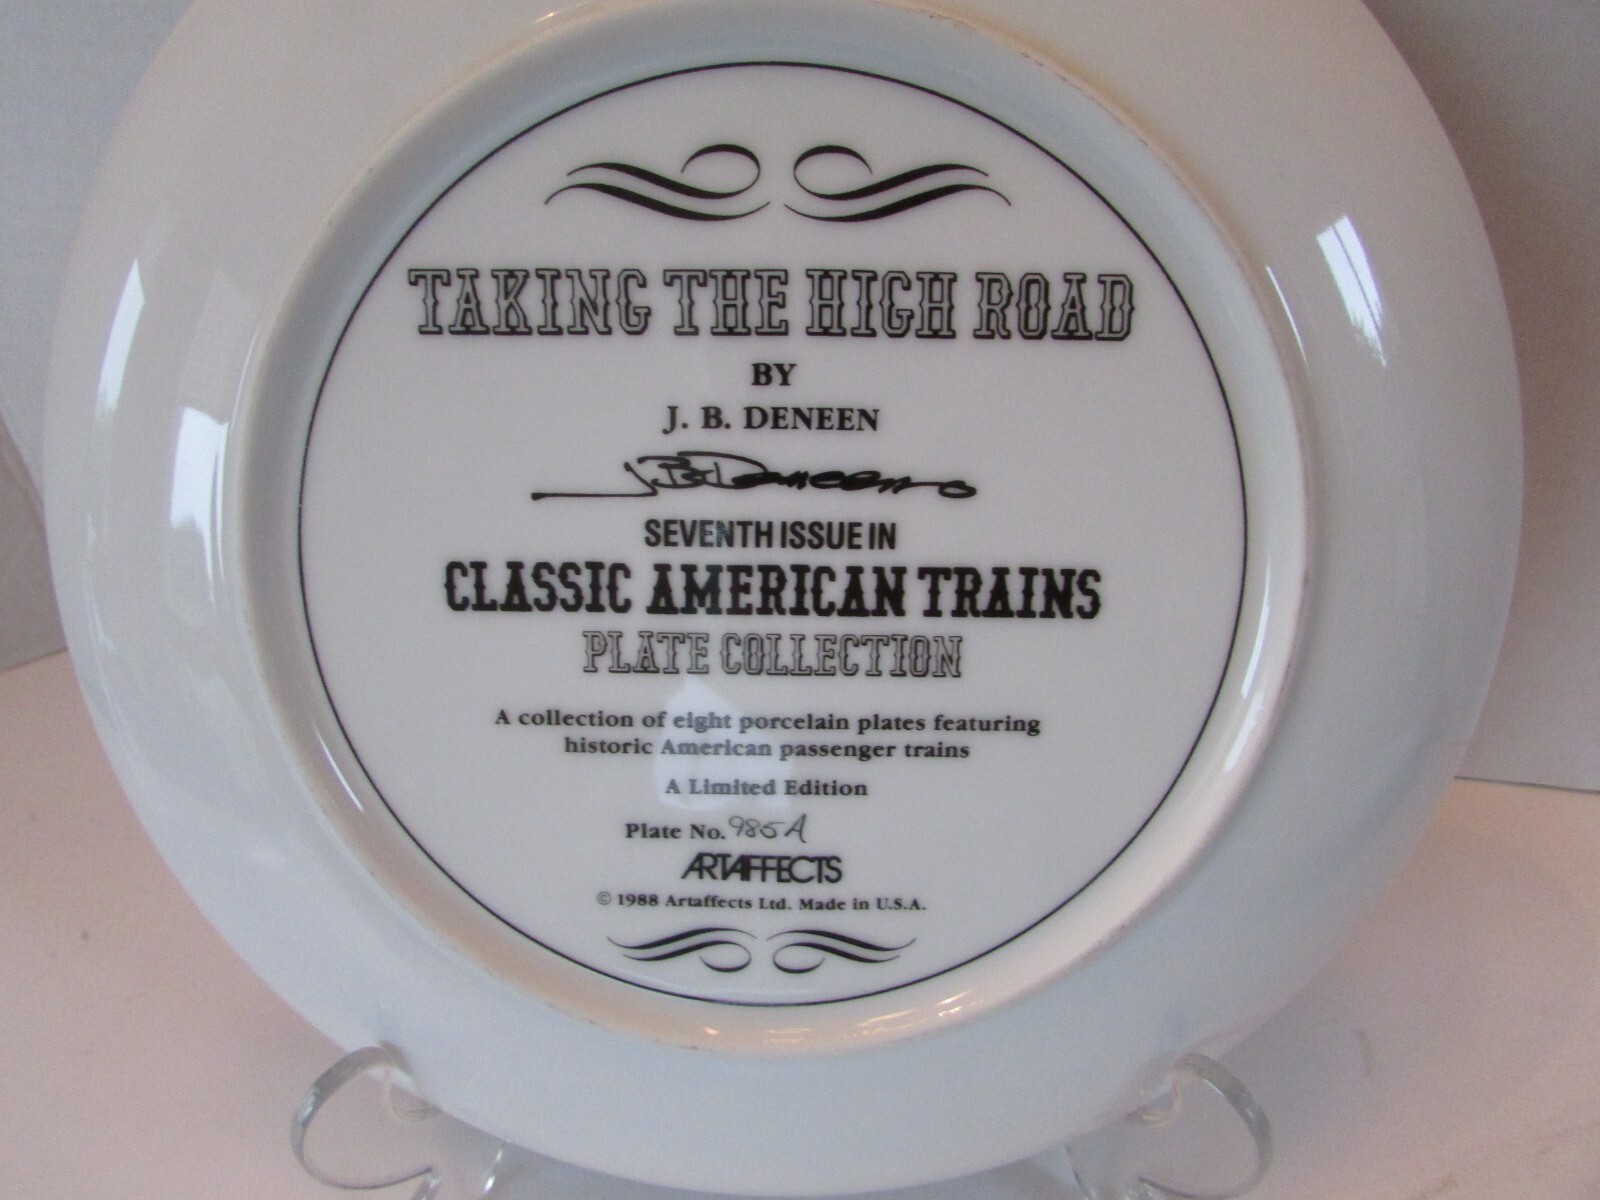 TAKING THE HIGH ROAD
BY
J. B. DENEEN
J.B. Deneen
SEVENTH ISSUE IN
CLASSIC AMERICAN TRAINS
PLATE COLLECTION
A collection of eight porcelain plates featuring
historic American passenger trains
A Limited Edition
Plate No. 985A
ARTAFFECTS
© 1988 Artaffects Ltd. Made in U.S.A.